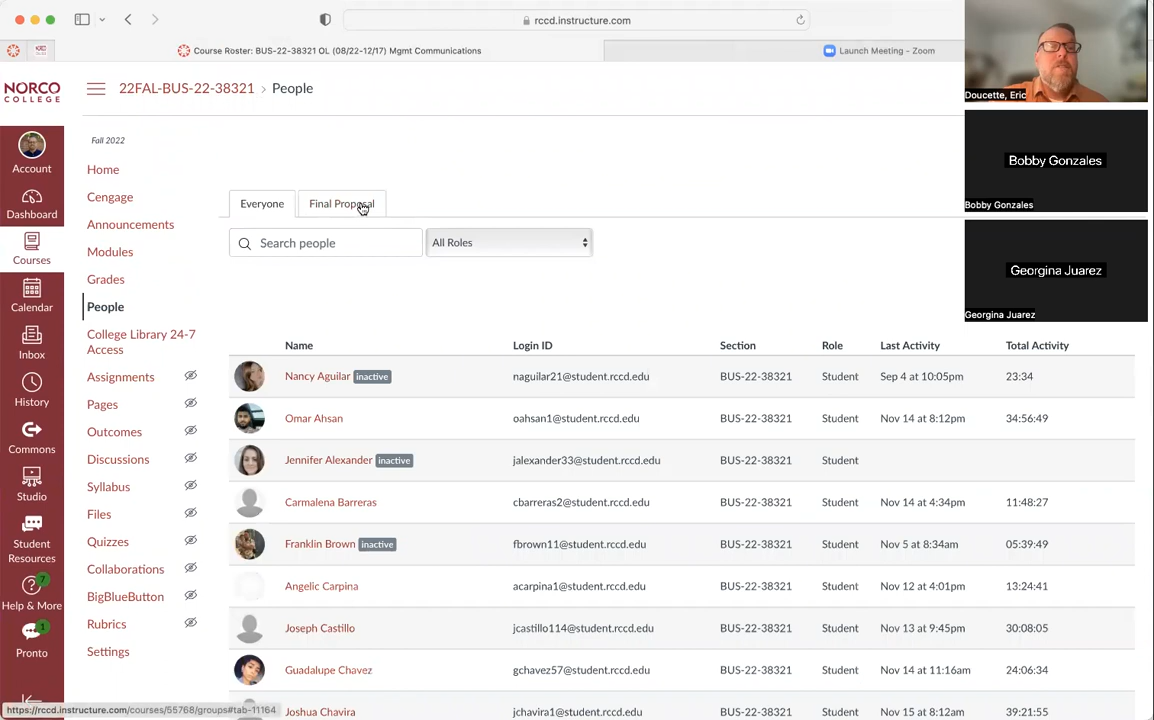 rccd.instructure.com
Course Roster: BUS-22-38321 OL (08/22-12/17) Mgmt Communications
Launch Meeting - Zoom
NORCO
COLLEGE
22FAL-BUS-22-38321 > People
Doucette, Eric
Bobby Gonzales
Bobby Gonzales
Georgina Juarez
Georgina Juarez
Account
Dashboard
Courses
Calendar
Inbox
History
Commons
Studio
Student
Resources
7
Help & More
1
Pronto
Fall 2022
Home
Cengage
Announcements
Modules
Grades
People
College Library 24-7
Access
Assignments
Pages
Outcomes
Discussions
Syllabus
Files
Quizzes
Collaborations
BigBlueButton
Rubrics
Settings
Everyone
Final Proposal
Search people
All Roles
Name Login ID Section Role Last Activity Total Activity
Nancy Aguilar inactive naguilar21@student.rccd.edu BUS-22-38321 Student Sep 4 at 10:05pm 23:34
Omar Ahsan oahsan1@student.rccd.edu BUS-22-38321 Student Nov 14 at 8:12pm 34:56:49
Jennifer Alexander inactive jalexander33@student.rccd.edu BUS-22-38321 Student
Carmalena Barreras cbarreras2@student.rccd.edu BUS-22-38321 Student Nov 14 at 4:34pm 11:48:27
Franklin Brown inactive fbrown11@student.rccd.edu BUS-22-38321 Student Nov 5 at 8:34am 05:39:49
Angelic Carpina acarpina1@student.rccd.edu BUS-22-38321 Student Nov 12 at 4:01pm 13:24:41
Joseph Castillo jcastillo114@student.rccd.edu BUS-22-38321 Student Nov 13 at 9:45pm 30:08:05
Guadalupe Chavez gchavez57@student.rccd.edu BUS-22-38321 Student Nov 14 at 11:16am 24:06:34
Joshua Chavira jchavira1@student.rccd.edu BUS-22-38321 Student Nov 15 at 8:12am 39:21:55
https://rccd.instructure.com/courses/55768/groups#tab-11164